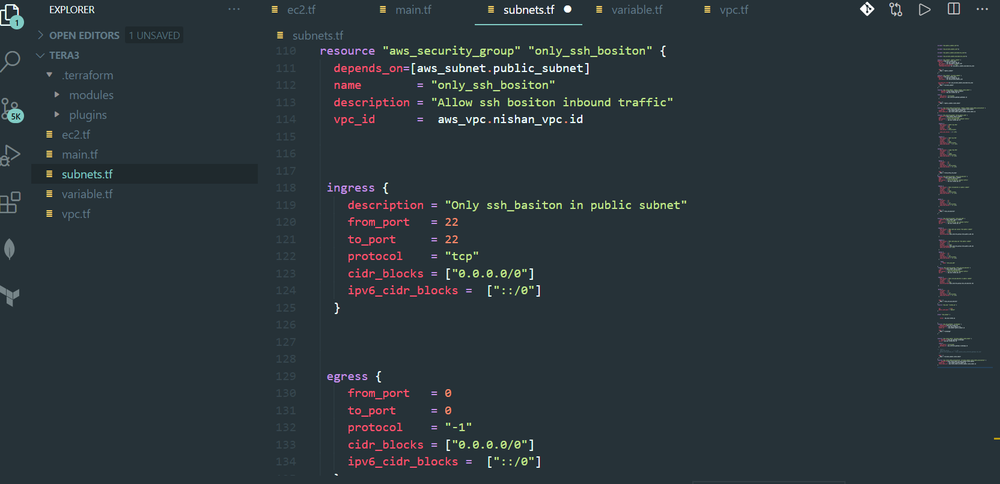 EXPLORER
OPEN EDITORS 1 UNSAVED
TERA3
.terraform
modules
plugins
ec2.tf
main.tf
subnets.tf
variable.tf
vpc.tf
1
5K
ec2.tf main.tf subnets.tf variable.tf vpc.tf
subnets.tf
110 resource "aws_security_group" "only_ssh_bositon" {
111 depends_on=[aws_subnet.public_subnet]
112 name = "only_ssh_bositon"
113 description = "Allow ssh bositon inbound traffic"
114 vpc_id = aws_vpc.nishan_vpc.id
115
116
117
118 ingress {
119 description = "Only ssh_basiton in public subnet"
120 from_port = 22
121 to_port = 22
122 protocol = "tcp"
123 cidr_blocks = ["0.0.0.0/0"]
124 ipv6_cidr_blocks = ["::/0"]
125 }
126
127
128
129 egress {
130 from_port = 0
131 to_port = 0
132 protocol = "-1"
133 cidr_blocks = ["0.0.0.0/0"]
134 ipv6_cidr_blocks = ["::/0"]